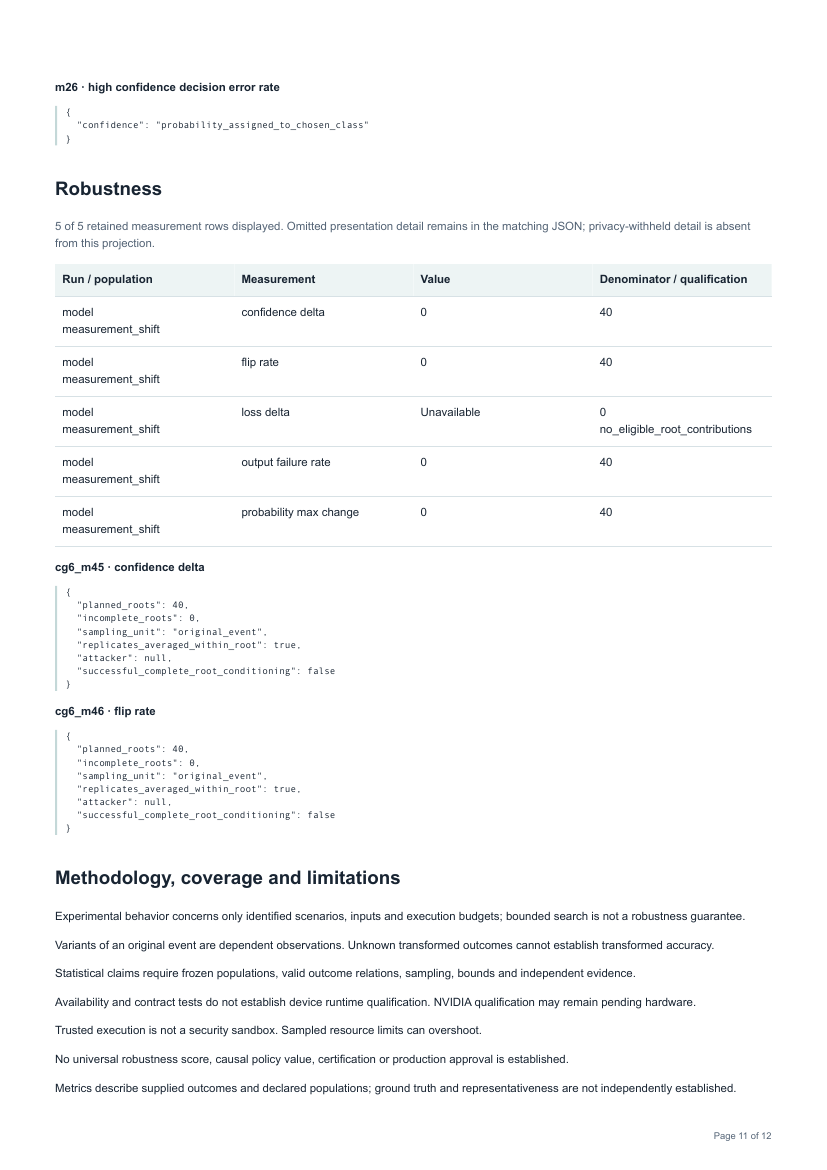 m26 · high confidence decision error rate
{
  "confidence": "probability_assigned_to_chosen_class"
}
Robustness
5 of 5 retained measurement rows displayed. Omitted presentation detail remains in the matching JSON; privacy-withheld detail is absent
from this projection.
Run / population Measurement Value Denominator / qualification
model confidence delta 0 40
measurement_shift
model flip rate 0 40
measurement_shift
model loss delta Unavailable 0
measurement_shift no_eligible_root_contributions
model output failure rate 0 40
measurement_shift
model probability max change 0 40
measurement_shift
cg6_m45 · confidence delta
{
  "planned_roots": 40,
  "incomplete_roots": 0,
  "sampling_unit": "original_event",
  "replicates_averaged_within_root": true,
  "attacker": null,
  "successful_complete_root_conditioning": false
}
cg6_m46 · flip rate
{
  "planned_roots": 40,
  "incomplete_roots": 0,
  "sampling_unit": "original_event",
  "replicates_averaged_within_root": true,
  "attacker": null,
  "successful_complete_root_conditioning": false
}
Methodology, coverage and limitations
Experimental behavior concerns only identified scenarios, inputs and execution budgets; bounded search is not a robustness guarantee.
Variants of an original event are dependent observations. Unknown transformed outcomes cannot establish transformed accuracy.
Statistical claims require frozen populations, valid outcome relations, sampling, bounds and independent evidence.
Availability and contract tests do not establish device runtime qualification. NVIDIA qualification may remain pending hardware.
Trusted execution is not a security sandbox. Sampled resource limits can overshoot.
No universal robustness score, causal policy value, certification or production approval is established.
Metrics describe supplied outcomes and declared populations; ground truth and representativeness are not independently established.
Page 11 of 12